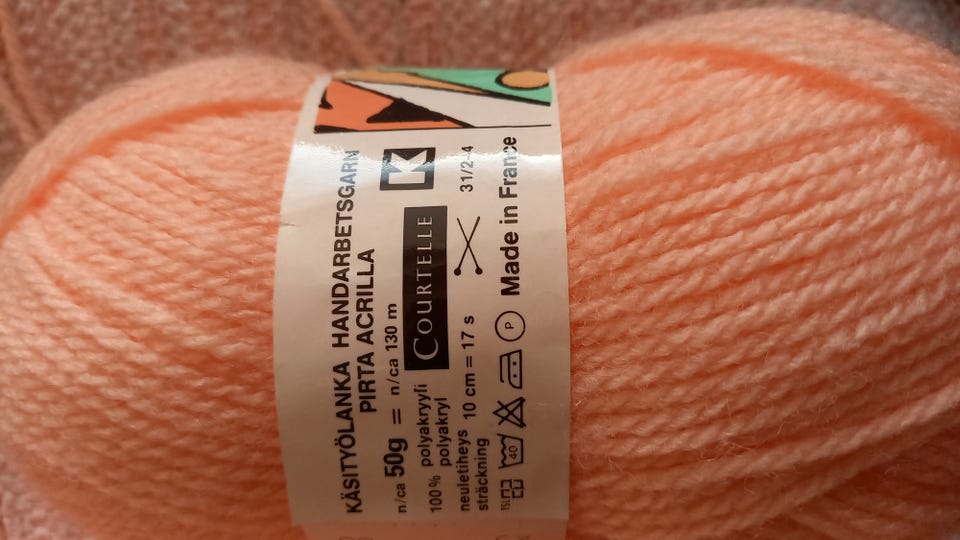 KÄSITYÖLANKA HANDARBETSGARN
PIRTA ACRILLA
n/ca 50g = n/ca 130 m
K
COURTELLE
100% polyakryyli
polyakryl
neuletiheys 10 cm = 17 s
sträckning
31/2-4
40
P
Made in France